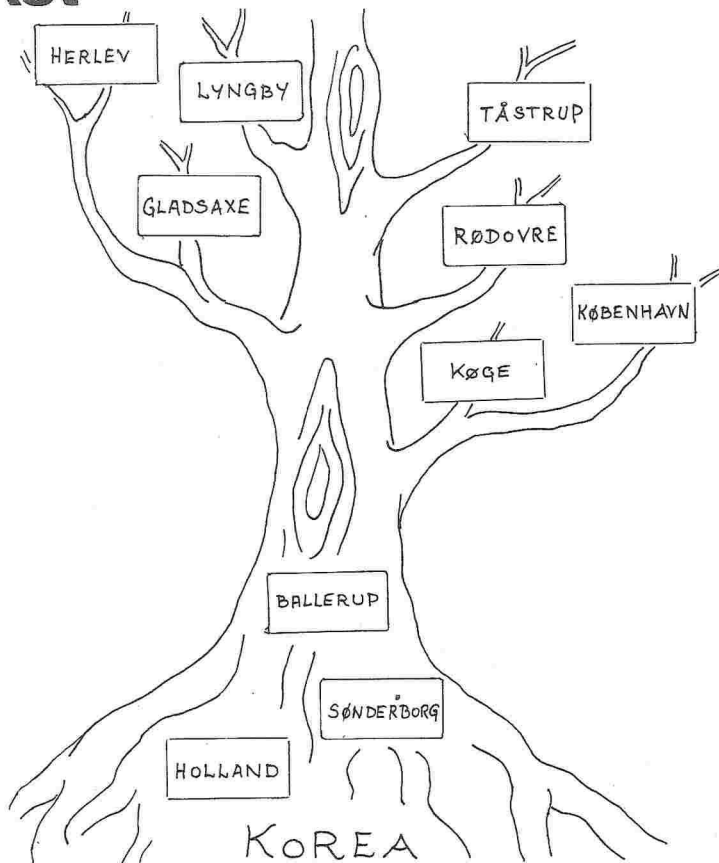 HERLEV
LYNGBY
TÅSTRUP
GLADSAXE
RØDOVRE
KØBENHAVN
KØGE
BALLERUP
SØNDERBORG
HOLLAND
KOREA